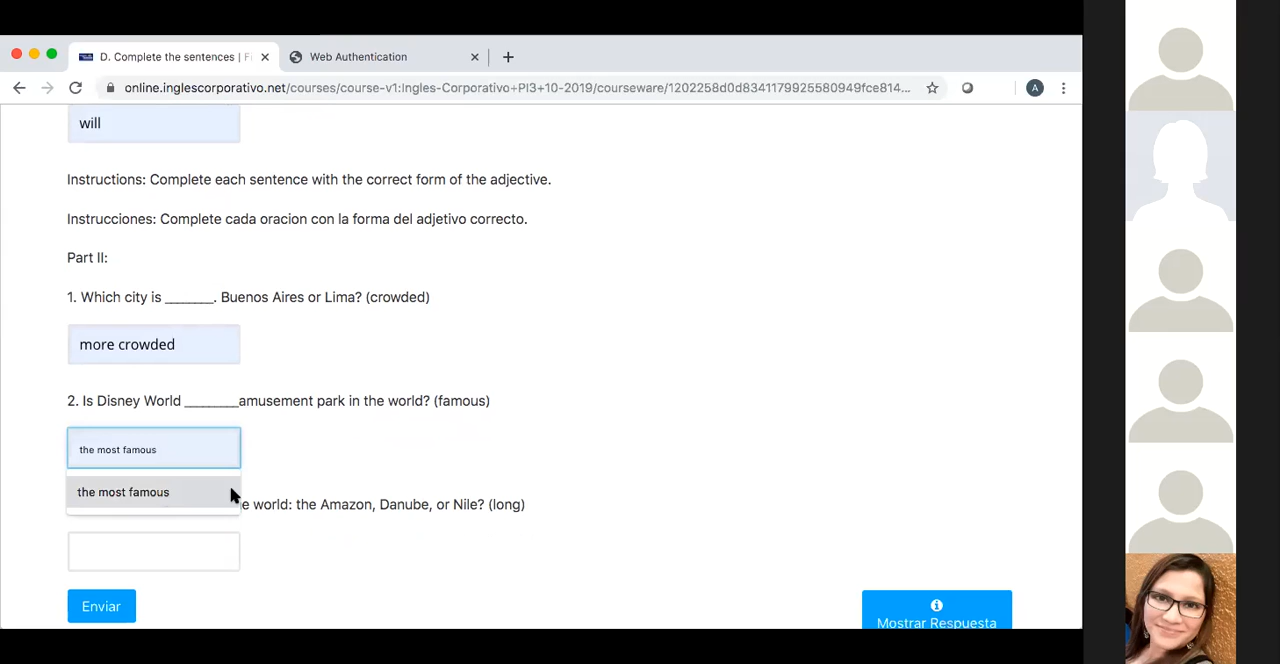 D. Complete the sentences | F
Web Authentication
online.inglescorporativo.net/courses/course-v1:Ingles-Corporativo+PI3+10-2019/courseware/1202258d0d8341179925580949fce814...
A
will
Instructions: Complete each sentence with the correct form of the adjective.
Instrucciones: Complete cada oracion con la forma del adjetivo correcto.
Part II:
1. Which city is _______. Buenos Aires or Lima? (crowded)
more crowded
2. Is Disney World ________amusement park in the world? (famous)
the most famous
the most famous
e world: the Amazon, Danube, or Nile? (long)
Enviar
Mostrar Respuesta